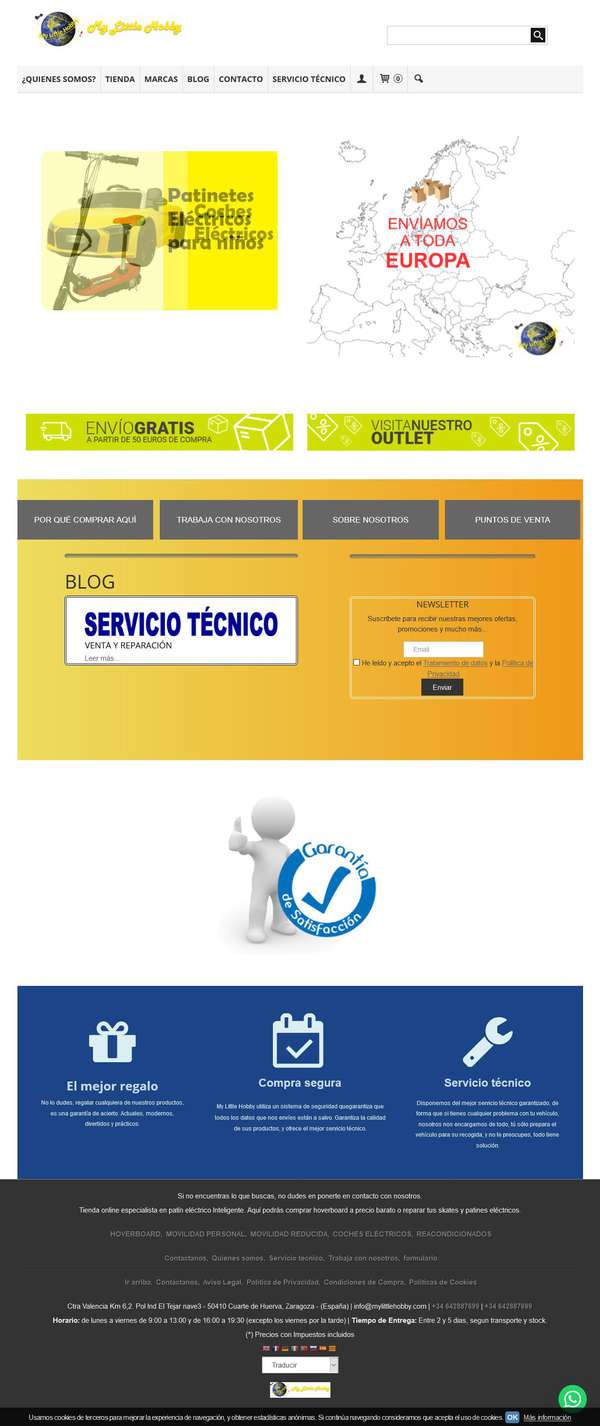 My Little Hobby
My Little Hobby
¿QUIENES SOMOS? TIENDA MARCAS BLOG CONTACTO SERVICIO TÉCNICO 0
Patinetes
Eléctricos
para niños
Coches
Eléctricos
ENVIAMOS
A TODA
EUROPA
My Little Hobby
ENVÍOGRATIS
A PARTIR DE 50 EUROS DE COMPRA
VISITANUESTRO
OUTLET
POR QUÉ COMPRAR AQUÍ TRABAJA CON NOSOTROS SOBRE NOSOTROS PUNTOS DE VENTA
BLOG
SERVICIO TÉCNICO
VENTA Y REPARACIÓN
Leer más...
NEWSLETTER
Suscríbete para recibir nuestras mejores ofertas,
promociones y mucho más...
Email
He leído y acepto el Tratamiento de datos y la Política de
Privacidad
Enviar
Garantía
de Satisfacción
El mejor regalo
No lo dudes, regalar cualquiera de nuestros productos,
es una garantía de acierto. Actuales, modernos,
divertidos y prácticos.
Compra segura
My Little Hobby utiliza un sistema de seguridad quegarantiza que
todos los datos que nos envíes están a salvo. Garantiza la calidad
de sus productos, y ofrece el mejor servicio técnico.
Servicio técnico
Disponemos del mejor servicio técnico garantizado, de
forma que si tienes cualquier problema con tu vehículo,
nosotros nos encargamos de todo, tú sólo prepara el
vehículo para su recogida, y no te preocupes, todo tiene
solución.
Si no encuentras lo que buscas, no dudes en ponerte en contacto con nosotros.
Tienda online especialista en patín eléctrico Inteligente. Aquí podrás comprar hoverboard a precio barato o reparar tus skates y patines eléctricos.
HOVERBOARD, MOVILIDAD PERSONAL, MOVILIDAD REDUCIDA, COCHES ELÉCTRICOS, REACONDICIONADOS
Contactanos, Quienes somos, Servicio tecnico, Trabaja con nosotros, formulario
Ir arriba, Contáctanos, Aviso Legal, Política de Privacidad, Condiciones de Compra, Políticas de Cookies
Ctra Valencia Km 6,2. Pol Ind El Tejar nave3 - 50410 Cuarte de Huerva, Zaragoza - (España) | info@mylittlehobby.com | +34 642887699 | +34 642887699
Horario: de lunes a viernes de 9:00 a 13:00 y de 16:00 a 19:30 (excepto los viernes por la tarde) | Tiempo de Entrega: Entre 2 y 5 dias, segun transporte y stock.
(*) Precios con Impuestos incluidos
Traducir
My Little Hobby
Usamos cookies de terceros para mejorar la experiencia de navegación, y obtener estadísticas anónimas. Si continúa navegando consideramos que acepta el uso de cookies. OK Más información